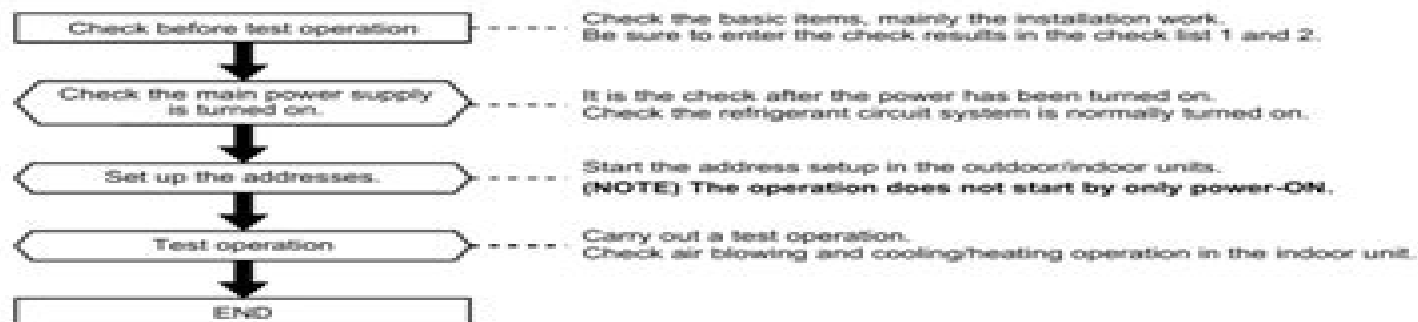 Check before test operation
Check the basic items, mainly the installation work.
Be sure to enter the check results in the check list 1 and 2.
Check the main power supply
is turned on.
It is the check after the power has been turned on.
Check the refrigerant circuit system is normally turned on.
Set up the addresses.
Start the address setup in the outdoor/indoor units.
(NOTE) The operation does not start by only power-ON.
Test operation
Carry out a test operation.
Check air blowing and cooling/heating operation in the indoor unit.
END